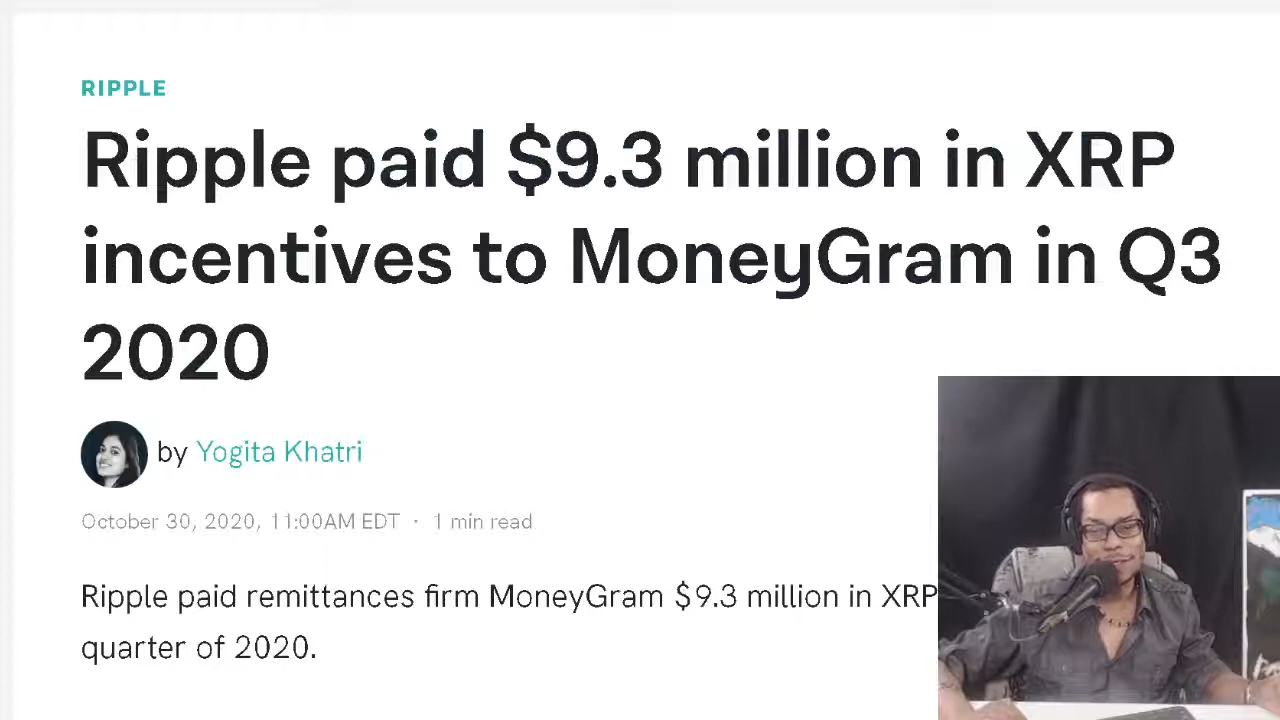 RIPPLE
Ripple paid $9.3 million in XRP
incentives to MoneyGram in Q3
2020
by Yogita Khatri
October 30, 2020, 11:00AM EDT · 1 min read
Ripple paid remittances firm MoneyGram $9.3 million in XRP
quarter of 2020.